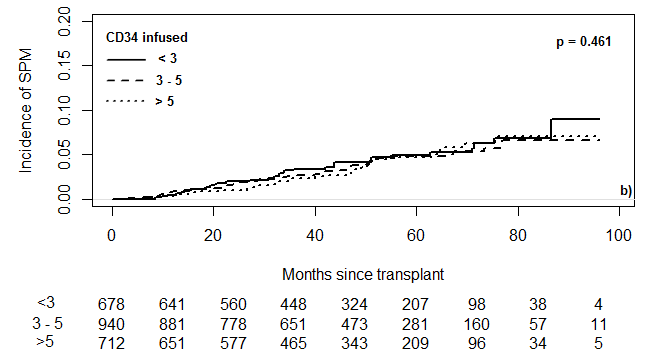 CD34 infused
< 3
3 - 5
> 5
p = 0.461
Incidence of SPM
0.20
0.15
0.10
0.05
0.00
b)
0 20 40 60 80 100
Months since transplant
<3 678 641 560 448 324 207 98 38 4
3 - 5 940 881 778 651 473 281 160 57 11
>5 712 651 577 465 343 209 96 34 5